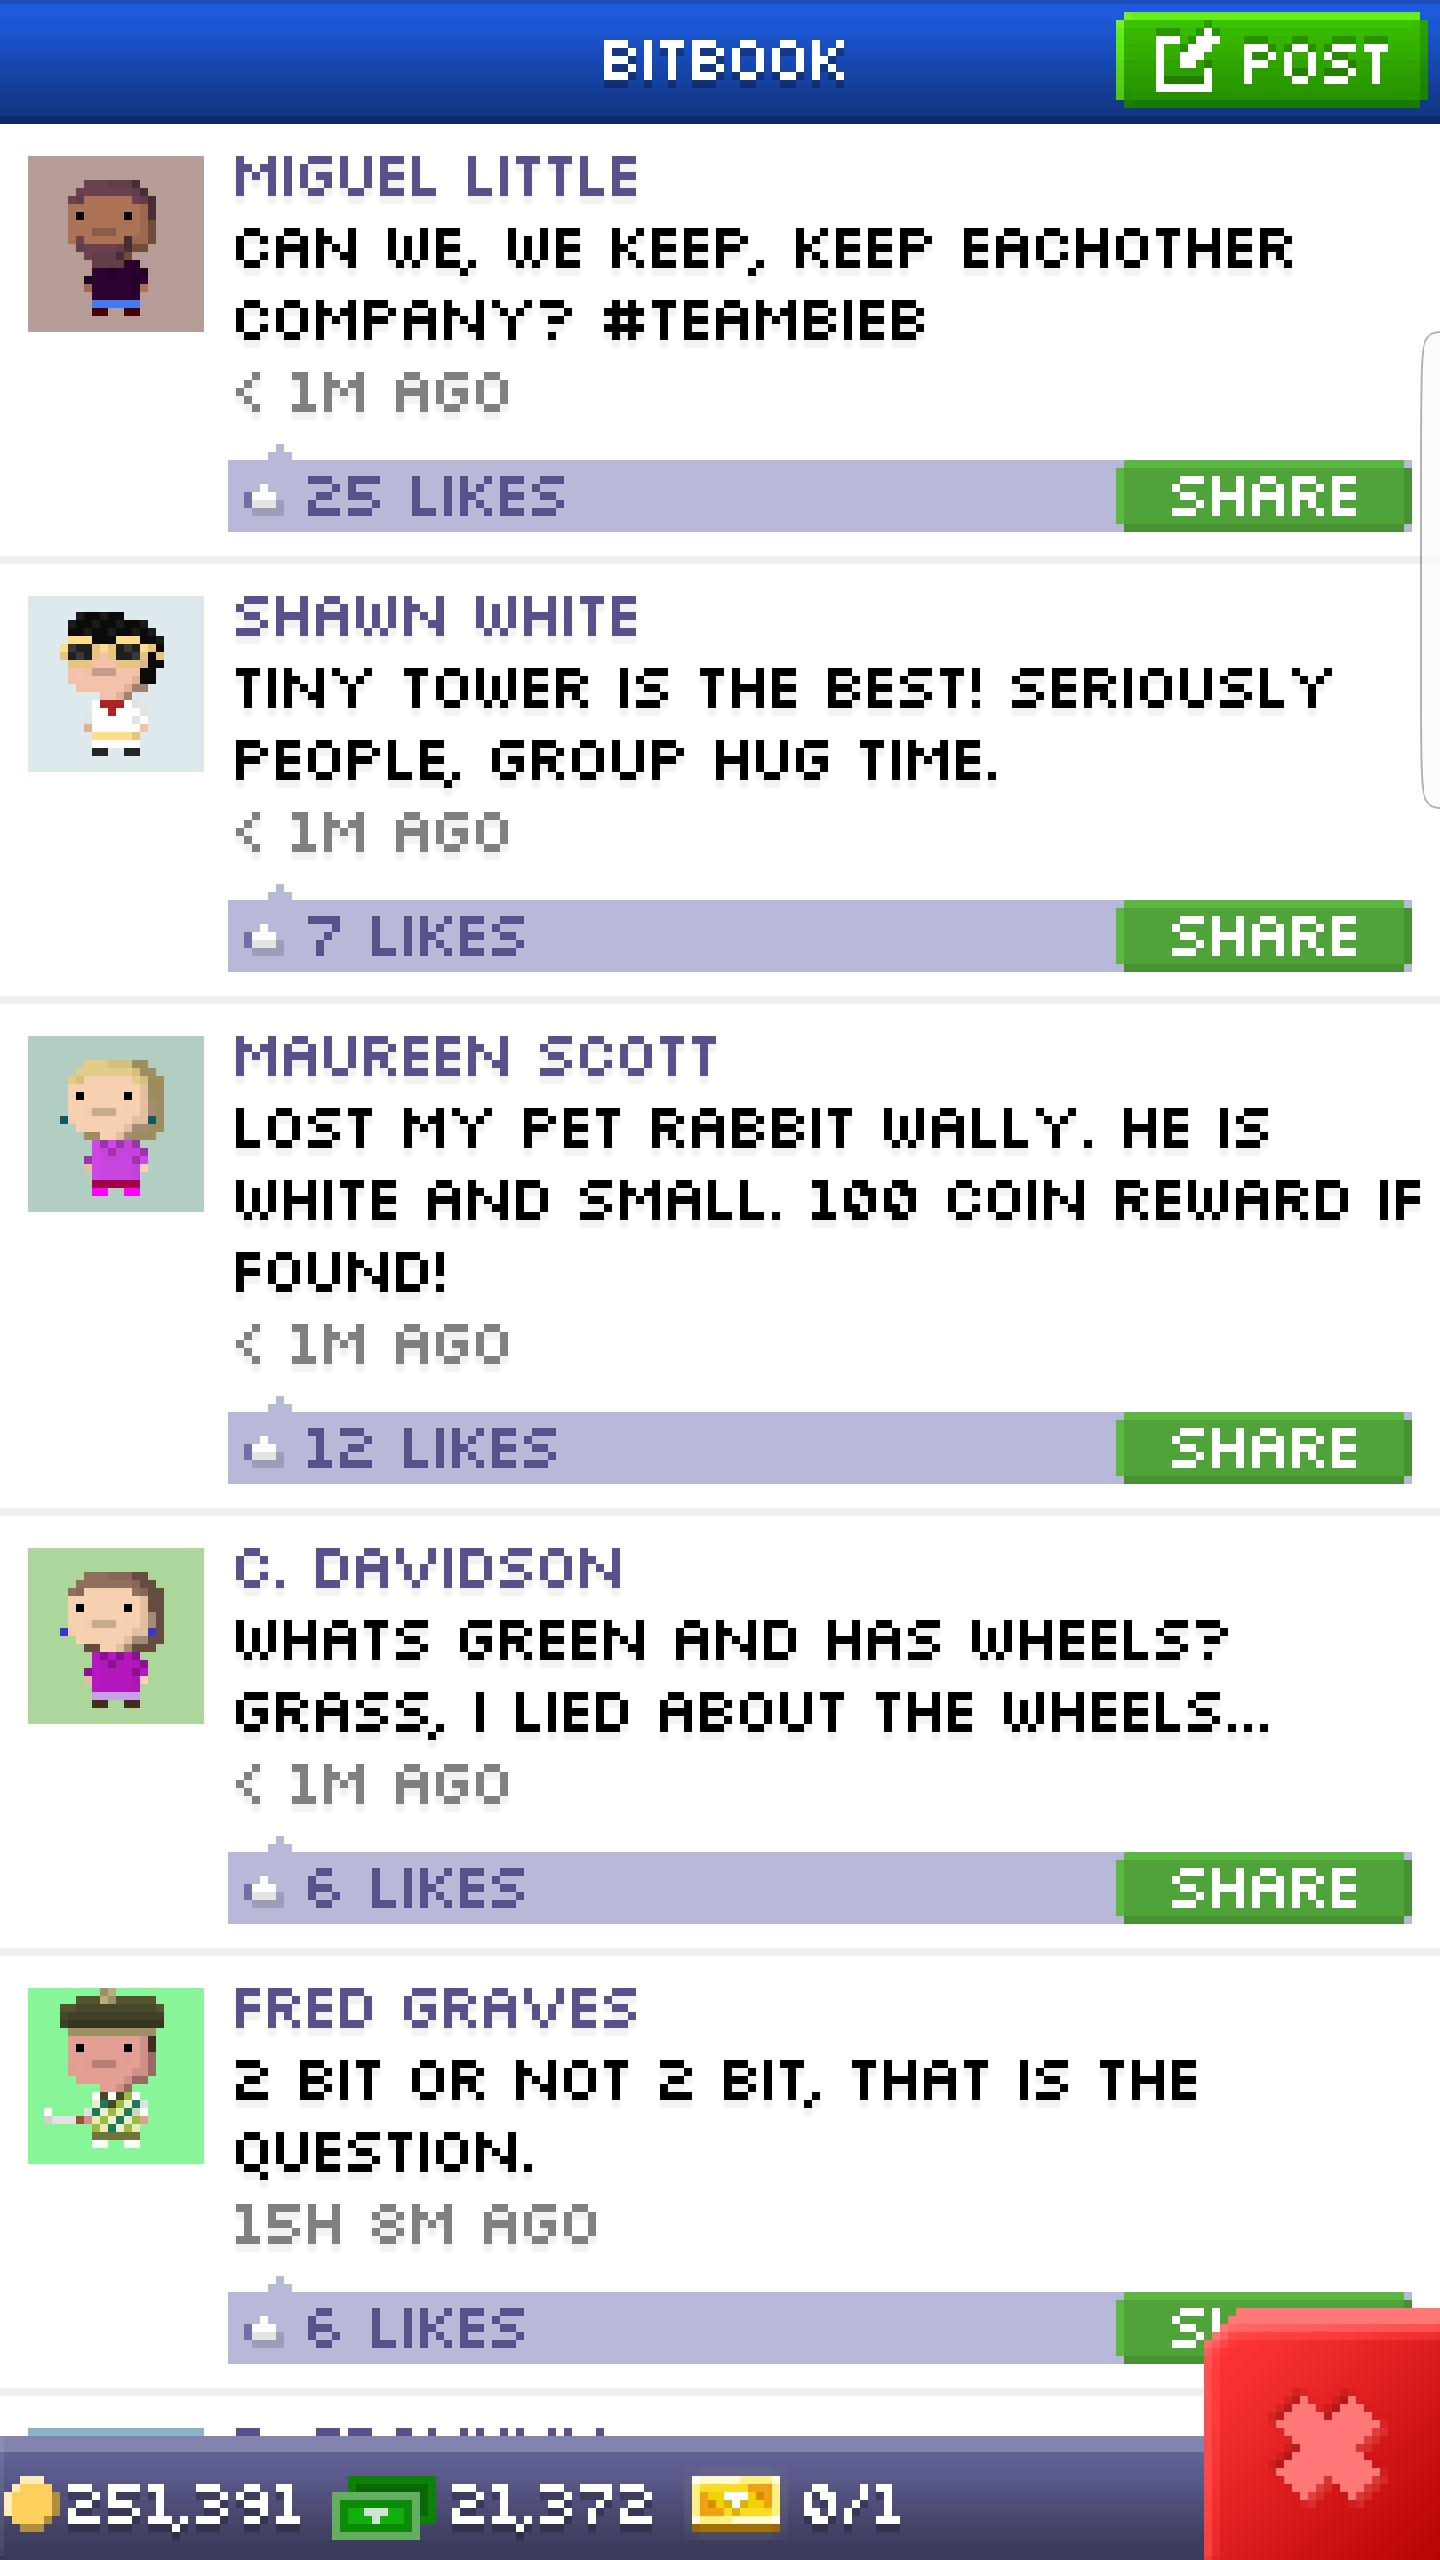 BITBOOK
POST
MIGUEL LITTLE
CAN WE, WE KEEP, KEEP EACHOTHER
COMPANY? #TEAMBIEB
< 1M AGO
25 LIKES
SHARE
SHAWN WHITE
TINY TOWER IS THE BEST! SERIOUSLY
PEOPLE, GROUP HUG TIME.
< 1M AGO
7 LIKES
SHARE
MAUREEN SCOTT
LOST MY PET RABBIT WALLY. HE IS
WHITE AND SMALL. 100 COIN REWARD IF
FOUND!
< 1M AGO
12 LIKES
SHARE
C. DAVIDSON
WHATS GREEN AND HAS WHEELS?
GRASS, I LIED ABOUT THE WHEELS...
< 1M AGO
6 LIKES
SHARE
FRED GRAVES
2 BIT OR NOT 2 BIT, THAT IS THE
QUESTION.
15H 8M AGO
6 LIKES
251,391 21,372 0/1